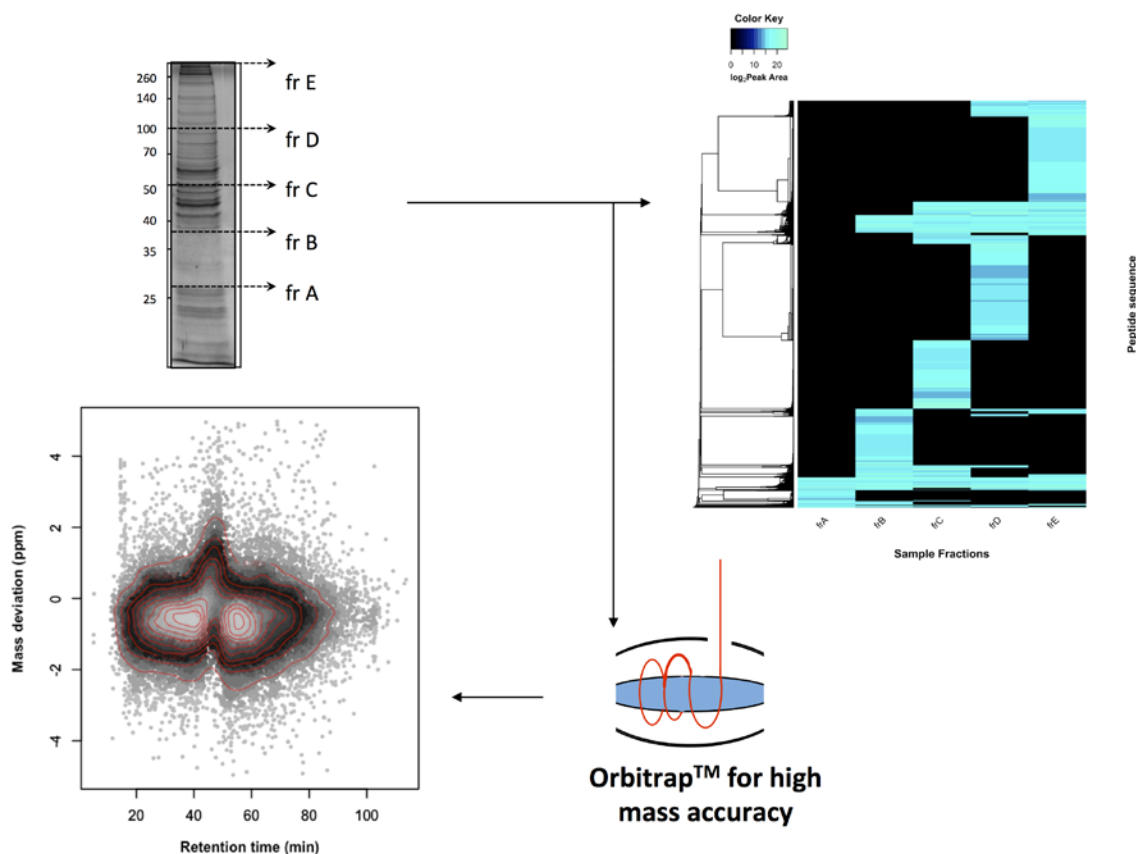 260
140
100
70
50
40
35
25
fr E
fr D
fr C
fr B
fr A
Color Key
0 10 20
log2Peak Area
Peptide sequence
frA frB frC frD frE
Sample Fractions
Mass deviation (ppm)
4
2
0
-2
-4
20 40 60 80 100
Retention time (min)
Orbitrap™ for high
mass accuracy